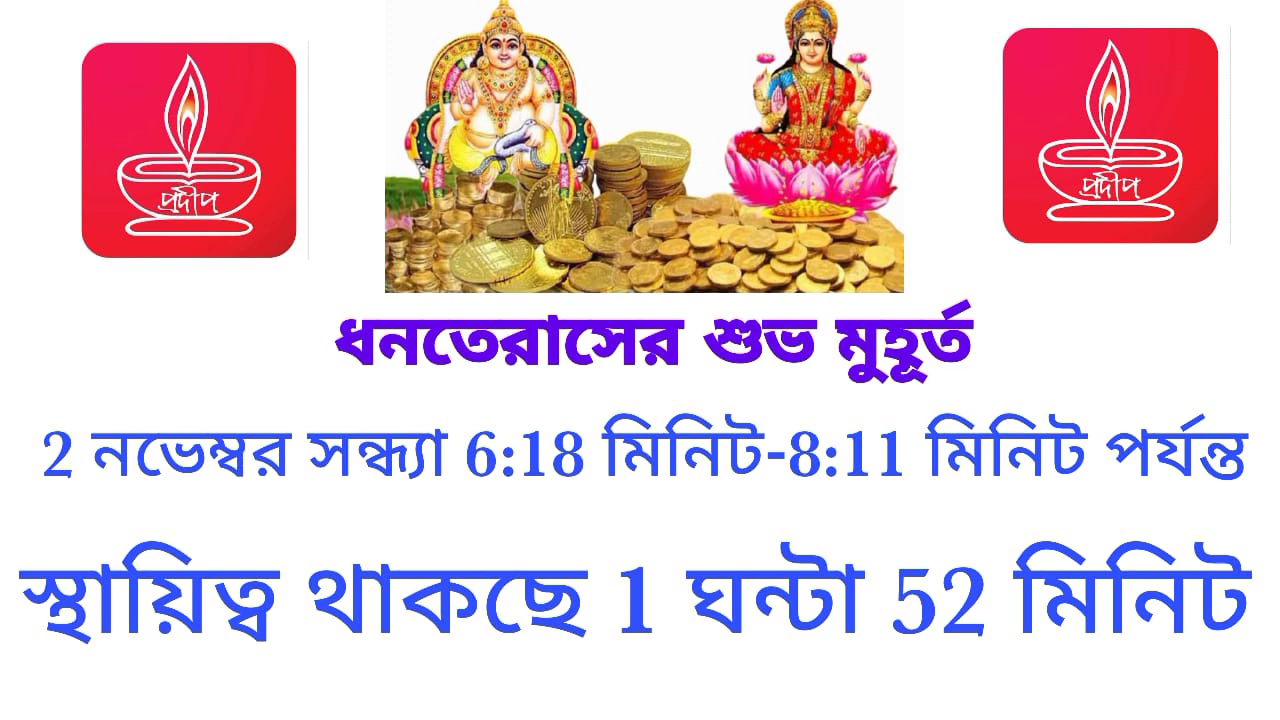 প্রদীপ
প্রদীপ
ধনতেরাসের শুভ মুহূর্ত
2 নভেম্বর সন্ধ্যা 6:18 মিনিট-8:11 মিনিট পর্যন্ত
স্থায়িত্ব থাকছে 1 ঘন্টা 52 মিনিট